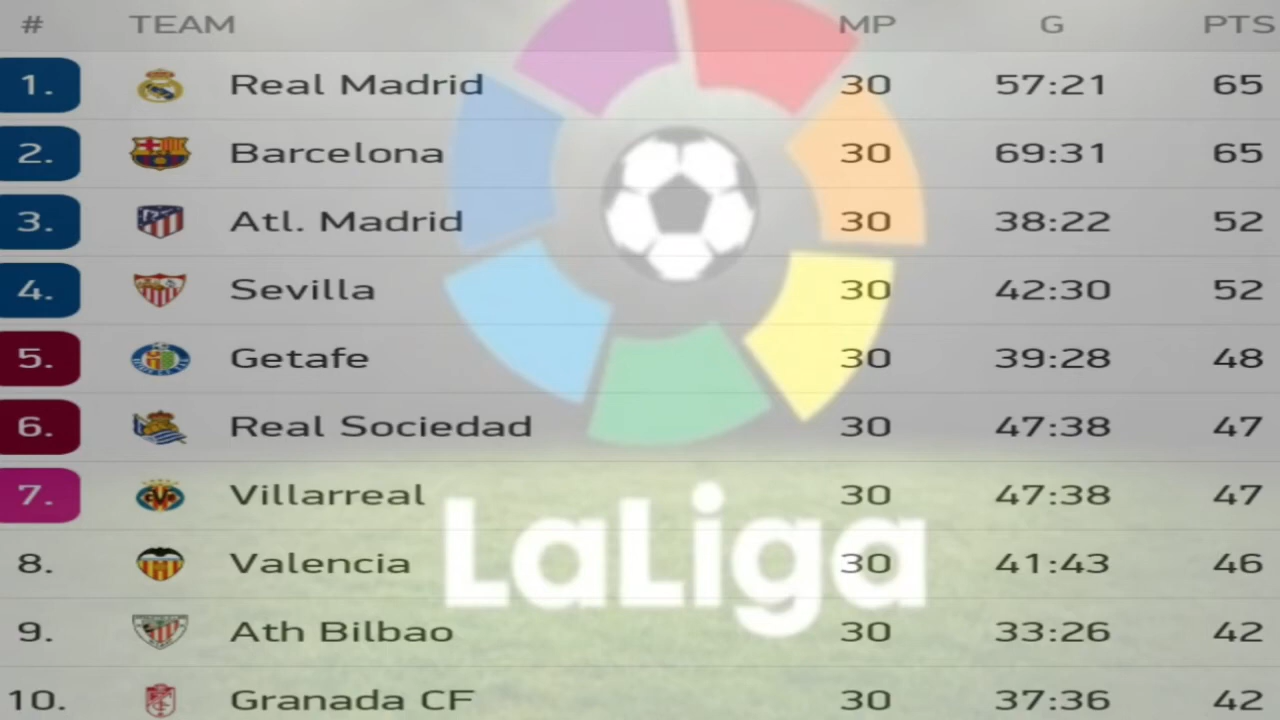 # TEAM MP G PTS
1. Real Madrid 30 57:21 65
2. Barcelona 30 69:31 65
3. Atl. Madrid 30 38:22 52
4. Sevilla 30 42:30 52
5. Getafe 30 39:28 48
6. Real Sociedad 30 47:38 47
7. Villarreal 30 47:38 47
8. Valencia 30 41:43 46
9. Ath Bilbao 30 33:26 42
10. Granada CF 30 37:36 42
LaLiga